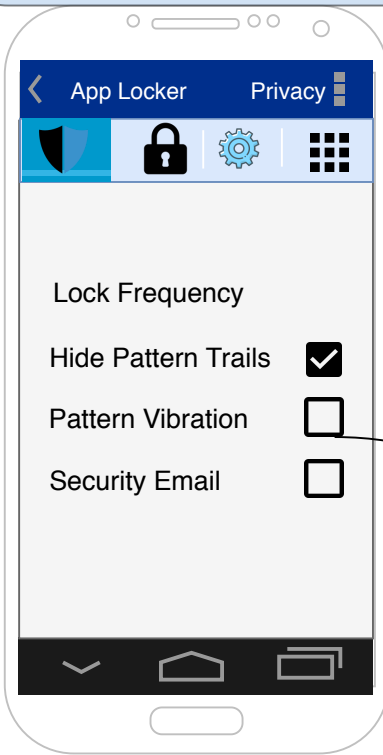 App Locker Privacy
Lock Frequency
Hide Pattern Trails
Pattern Vibration
Security Email